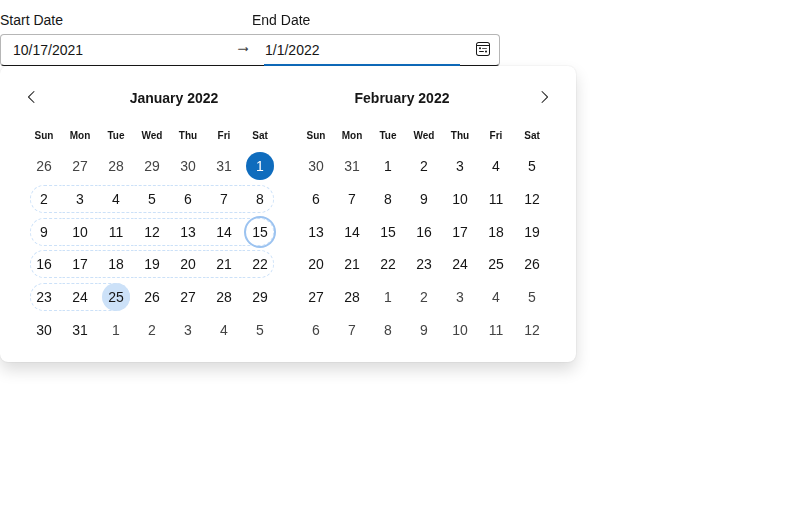 Start Date End Date
10/17/2021 → 1/1/2022
January 2022 February 2022
Sun Mon Tue Wed Thu Fri Sat Sun Mon Tue Wed Thu Fri Sat
26 27 28 29 30 31 1 30 31 1 2 3 4 5
2 3 4 5 6 7 8 6 7 8 9 10 11 12
9 10 11 12 13 14 15 13 14 15 16 17 18 19
16 17 18 19 20 21 22 20 21 22 23 24 25 26
23 24 25 26 27 28 29 27 28 1 2 3 4 5
30 31 1 2 3 4 5 6 7 8 9 10 11 12